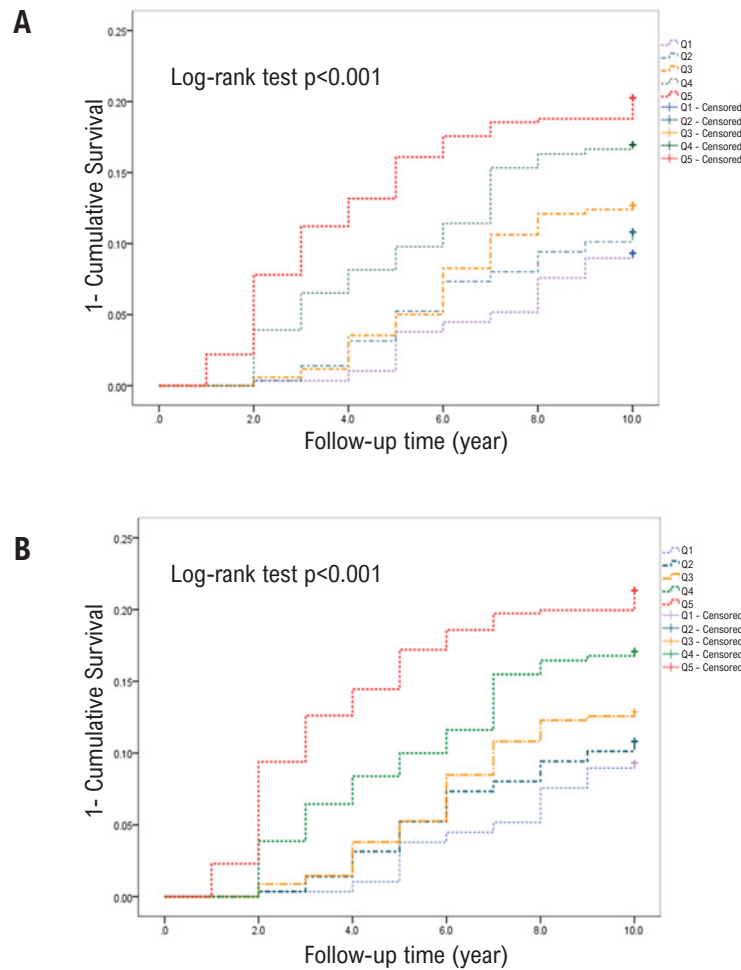 A
0.25
Log-rank test p<0.001
0.20
0.15
0.10
0.05
0.00
1- Cumulative Survival
.0 2.0 4.0 6.0 8.0 10.0
Follow-up time (year)
Q1
Q2
Q3
Q4
Q5
Q1 - Censored
Q2 - Censored
Q3 - Censored
Q4 - Censored
Q5 - Censored
B
0.25
Log-rank test p<0.001
0.20
0.15
0.10
0.05
0.00
1- Cumulative Survival
.0 2.0 4.0 6.0 8.0 10.0
Follow-up time (year)
Q1
Q2
Q3
Q4
Q5
Q1 - Censored
Q2 - Censored
Q3 - Censored
Q4 - Censored
Q5 - Censored